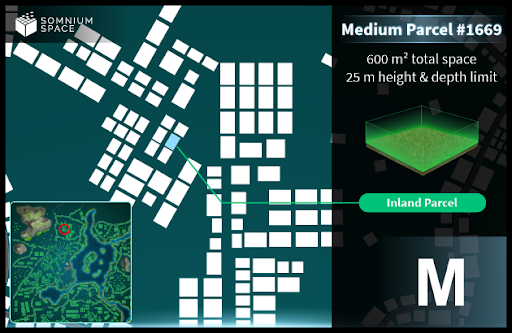 SOMNIUM
SPACE
Medium Parcel #1669
600 m² total space
25 m height & depth limit
Inland Parcel
M